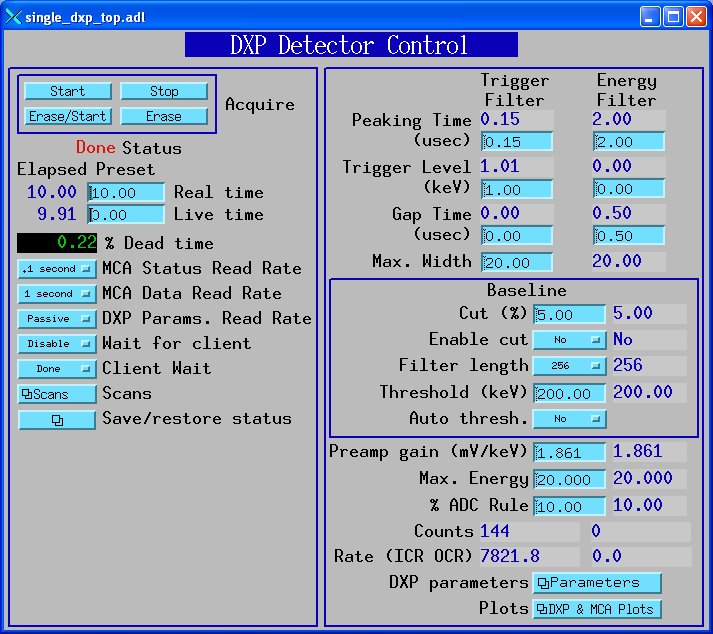 single_dxp_top.adl
DXP Detector Control
Start Stop
Erase/Start Erase
Acquire
Done Status
Elapsed Preset
10.00 10.00 Real time
9.91 0.00 Live time
0.22 % Dead time
.1 second MCA Status Read Rate
1 second MCA Data Read Rate
Passive DXP Params. Read Rate
Disable Wait for client
Done Client Wait
Scans Scans
Save/restore status
Trigger Energy
Filter Filter
Peaking Time 0.15 2.00
(usec) 0.15 2.00
Trigger Level 1.01 0.00
(keV) 1.00 0.00
Gap Time 0.00 0.50
(usec) 0.00 0.50
Max. Width 20.00 20.00
Baseline
Cut (%) 5.00 5.00
Enable cut No No
Filter length 256 256
Threshold (keV) 200.00 200.00
Auto thresh. No
Preamp gain (mV/keV) 1.861 1.861
Max. Energy 20.000 20.000
% ADC Rule 10.00 10.00
Counts 144 0
Rate (ICR OCR) 7821.8 0.0
DXP parameters Parameters
Plots DXP & MCA Plots